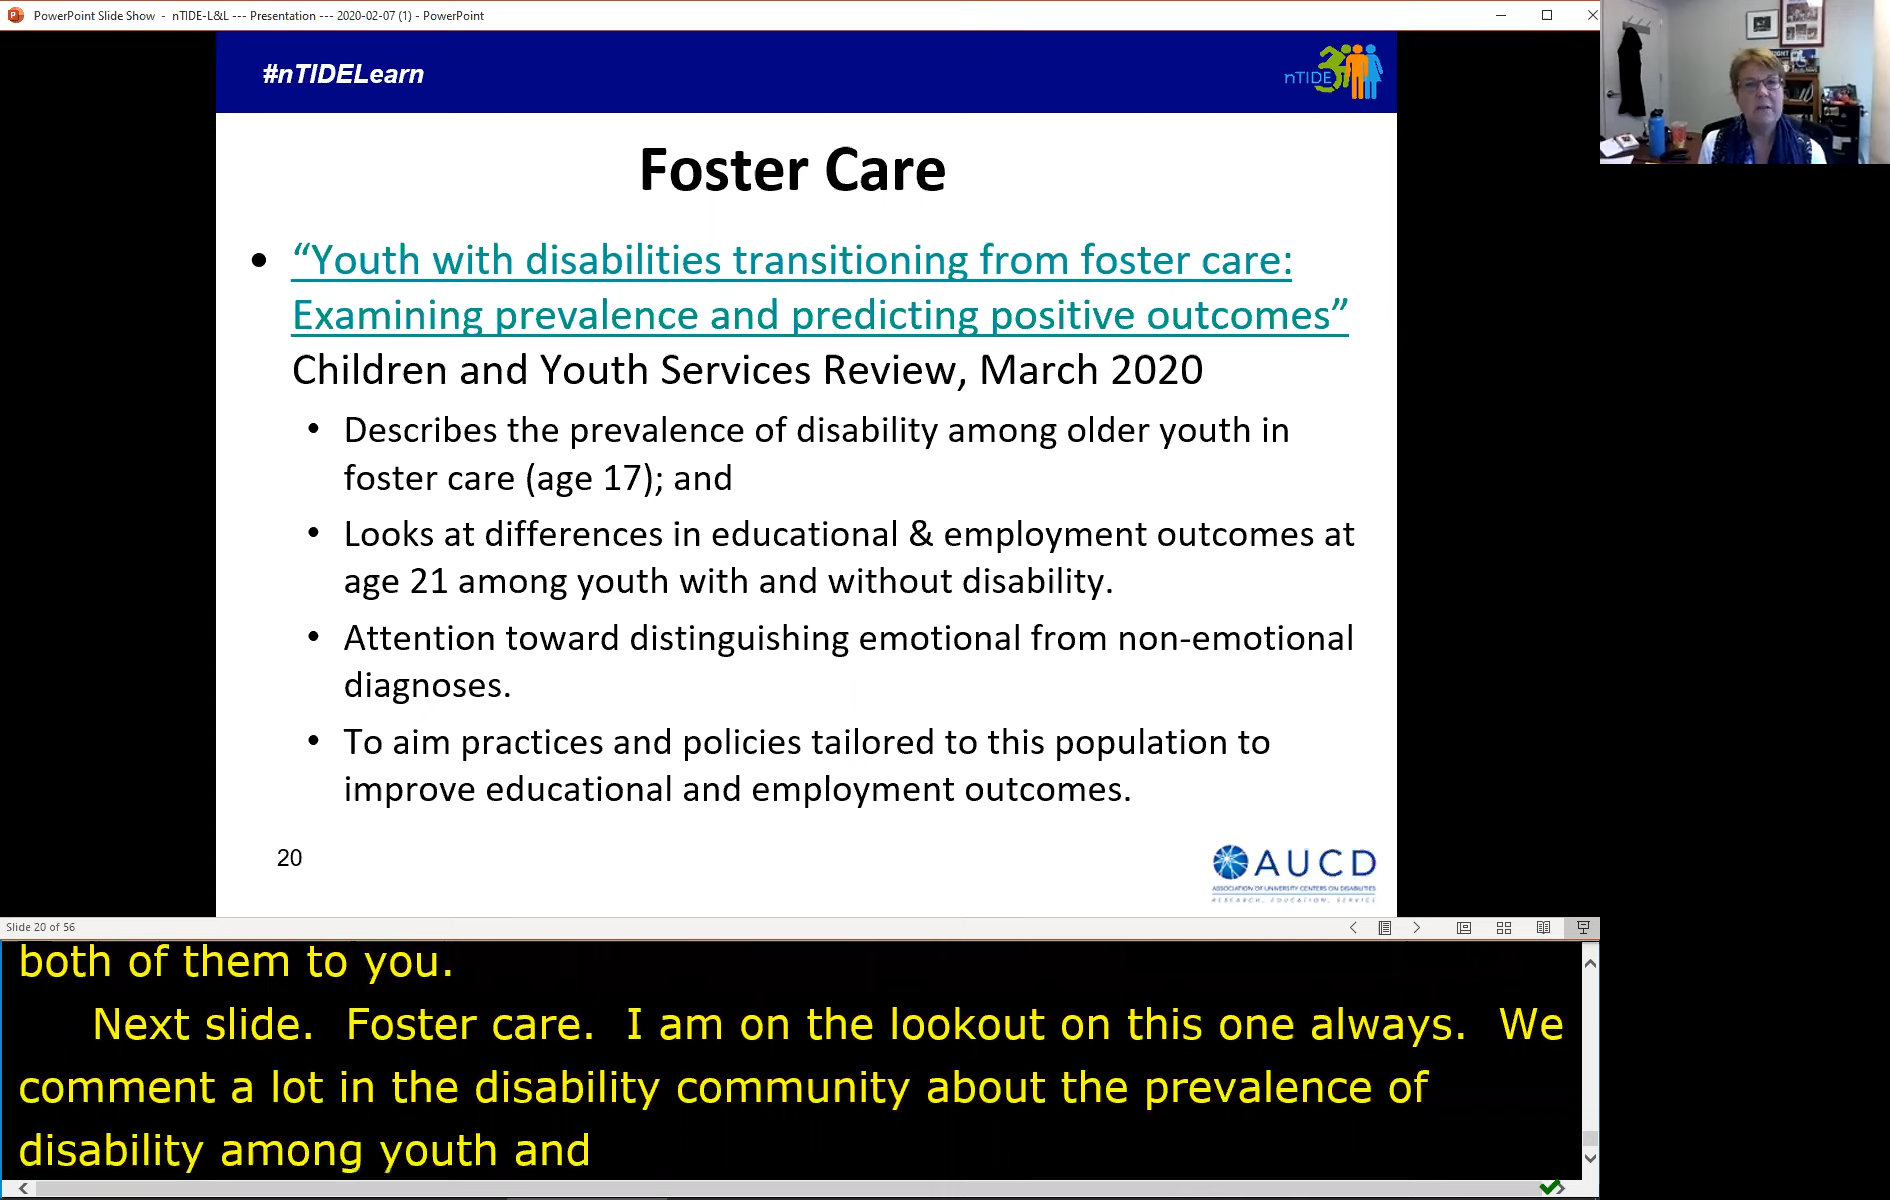 PowerPoint Slide Show - nTIDE-L&L --- Presentation --- 2020-02-07 (1) - PowerPoint
#nTIDELearn
nTIDE
Foster Care
• “Youth with disabilities transitioning from foster care:
Examining prevalence and predicting positive outcomes”
Children and Youth Services Review, March 2020
• Describes the prevalence of disability among older youth in
foster care (age 17); and
• Looks at differences in educational & employment outcomes at
age 21 among youth with and without disability.
• Attention toward distinguishing emotional from non-emotional
diagnoses.
• To aim practices and policies tailored to this population to
improve educational and employment outcomes.
20
AUCD
ASSOCIATION OF UNIVERSITY CENTERS ON DISABILITIES
RESEARCH, EDUCATION, SERVICE
Slide 20 of 56
both of them to you.
Next slide. Foster care. I am on the lookout on this one always. We
comment a lot in the disability community about the prevalence of
disability among youth and